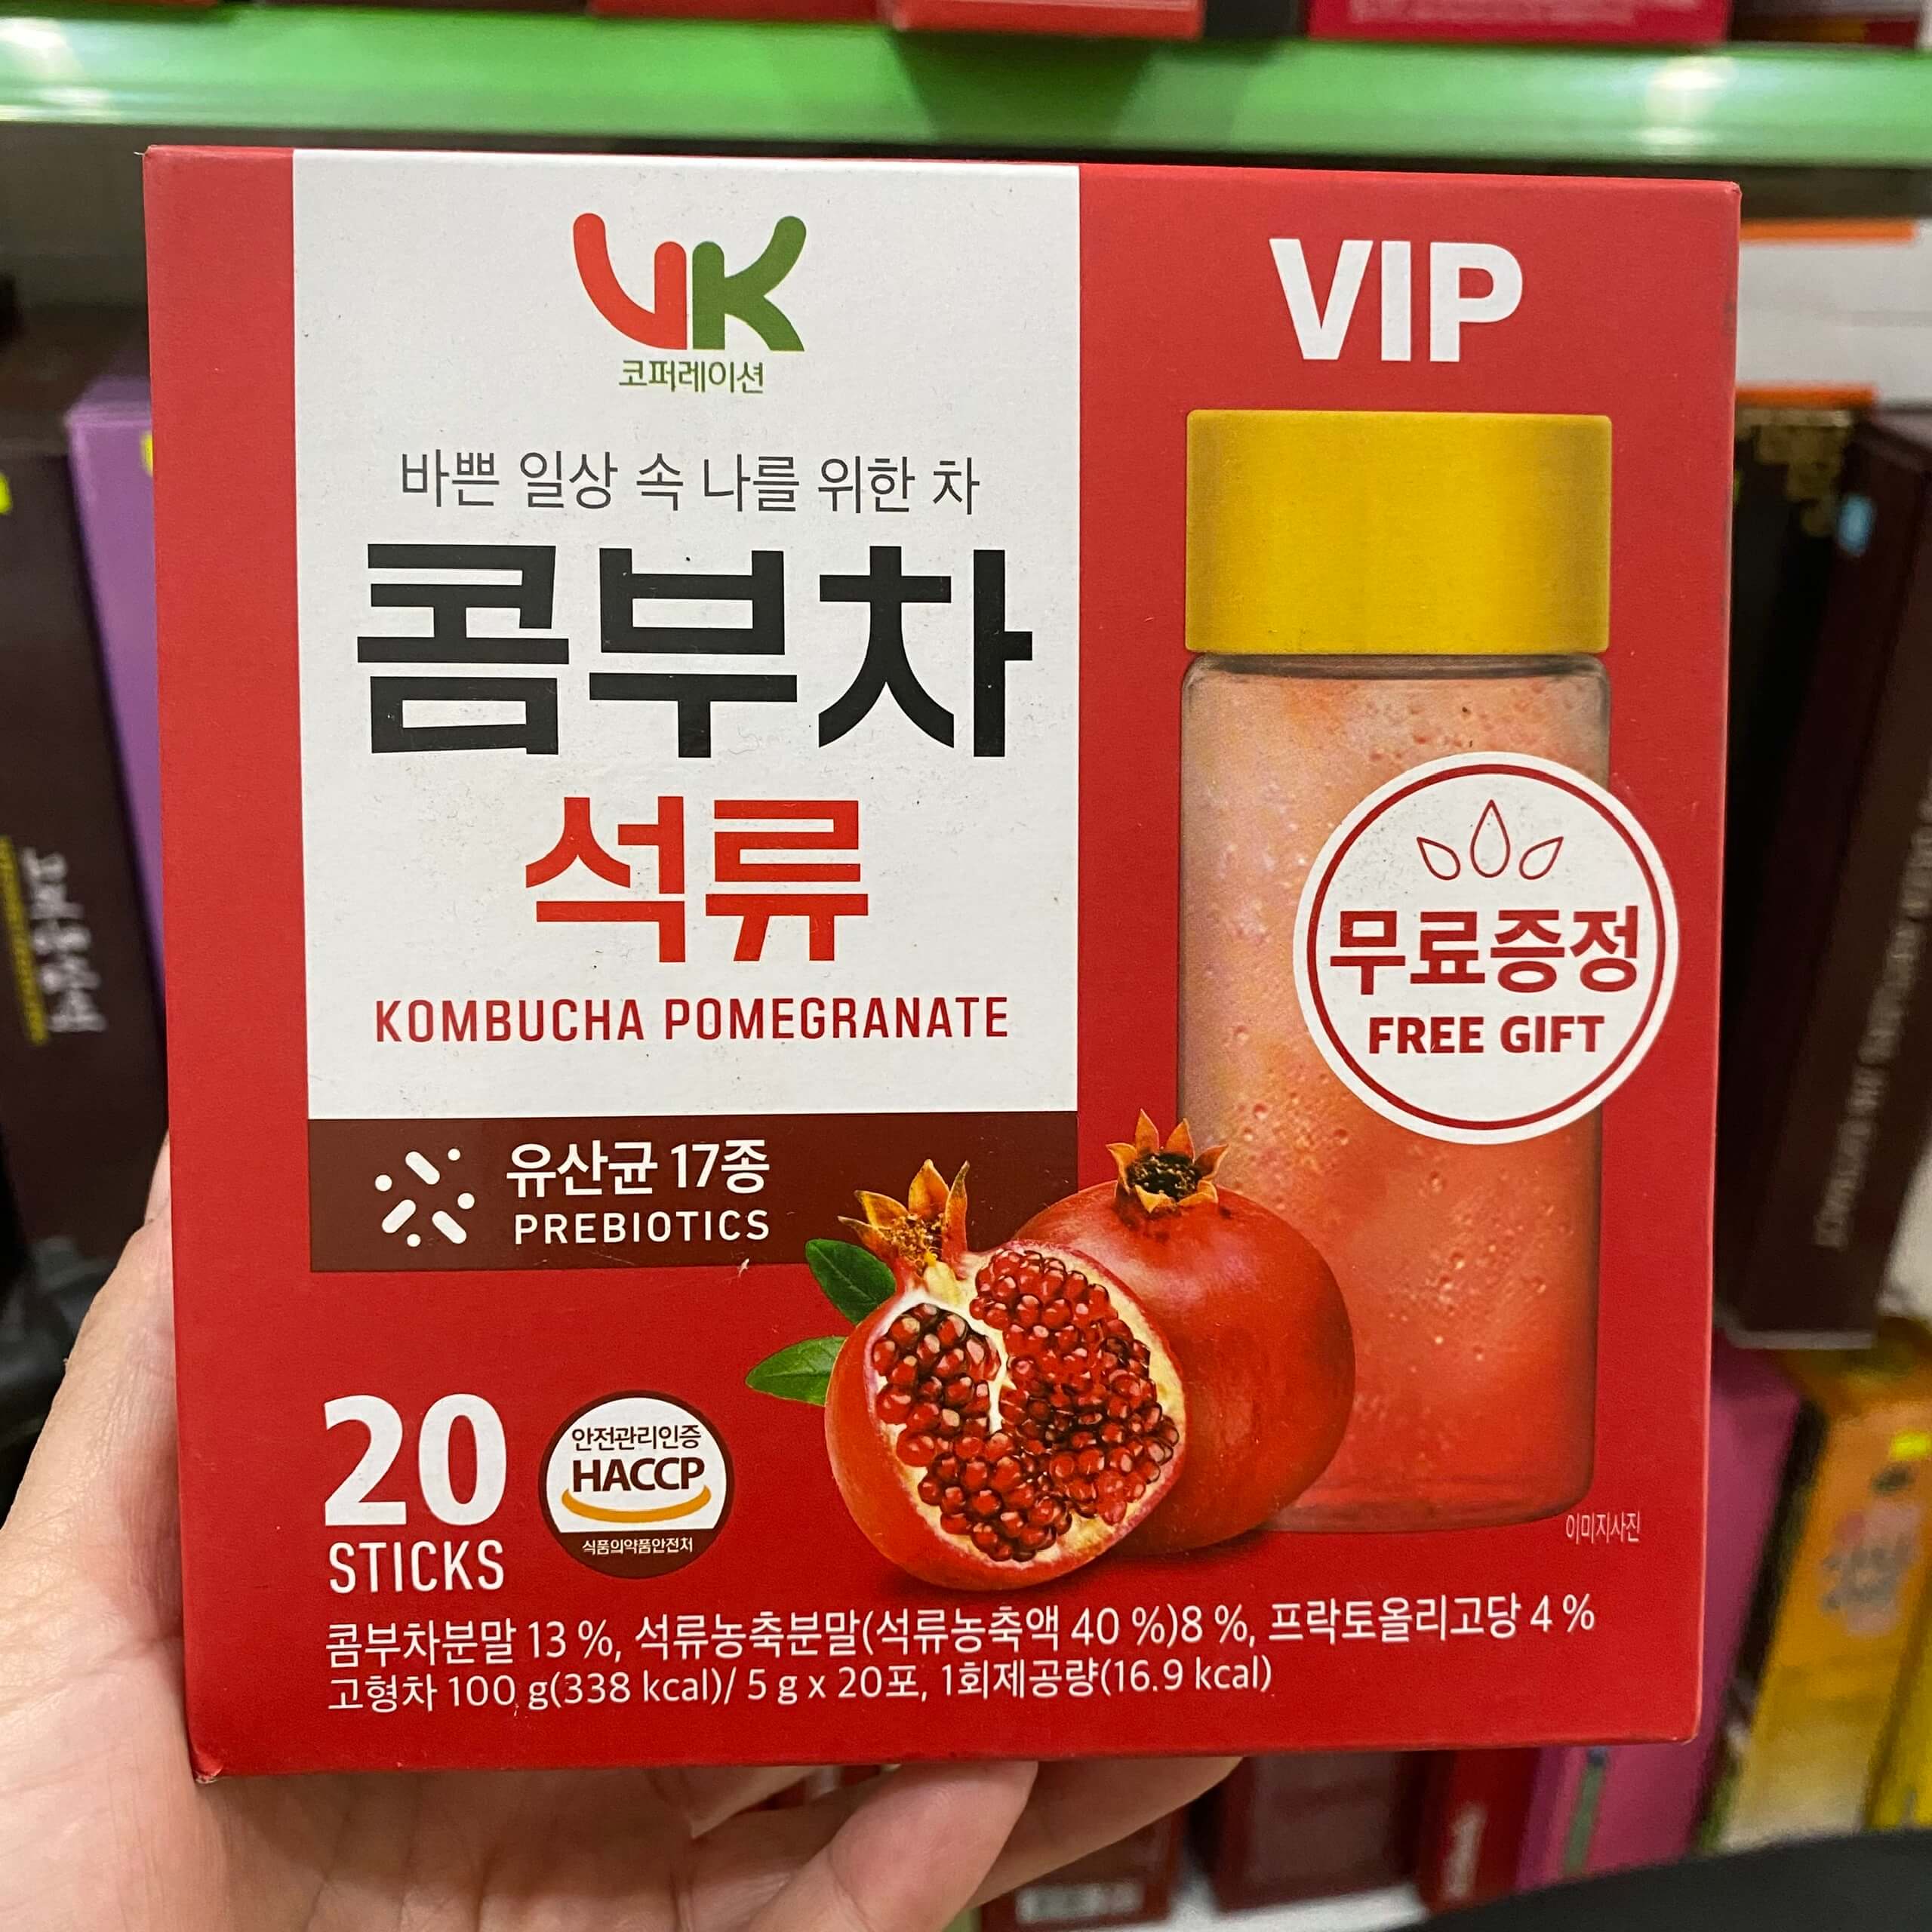 VK
코퍼레이션
바쁜 일상 속 나를 위한 차
콤부차
석류
KOMBUCHA POMEGRANATE
유산균 17종
PREBIOTICS
VIP
무료증정
FREE GIFT
20
STICKS
안전관리인증
HACCP
식품의약품안전처
이미지사진
콤부차분말 13 %, 석류농축분말(석류농축액 40 %)8 %, 프락토올리고당 4 %
고형차 100 g(338 kcal)/ 5 g x 20포, 1회제공량(16.9 kcal)